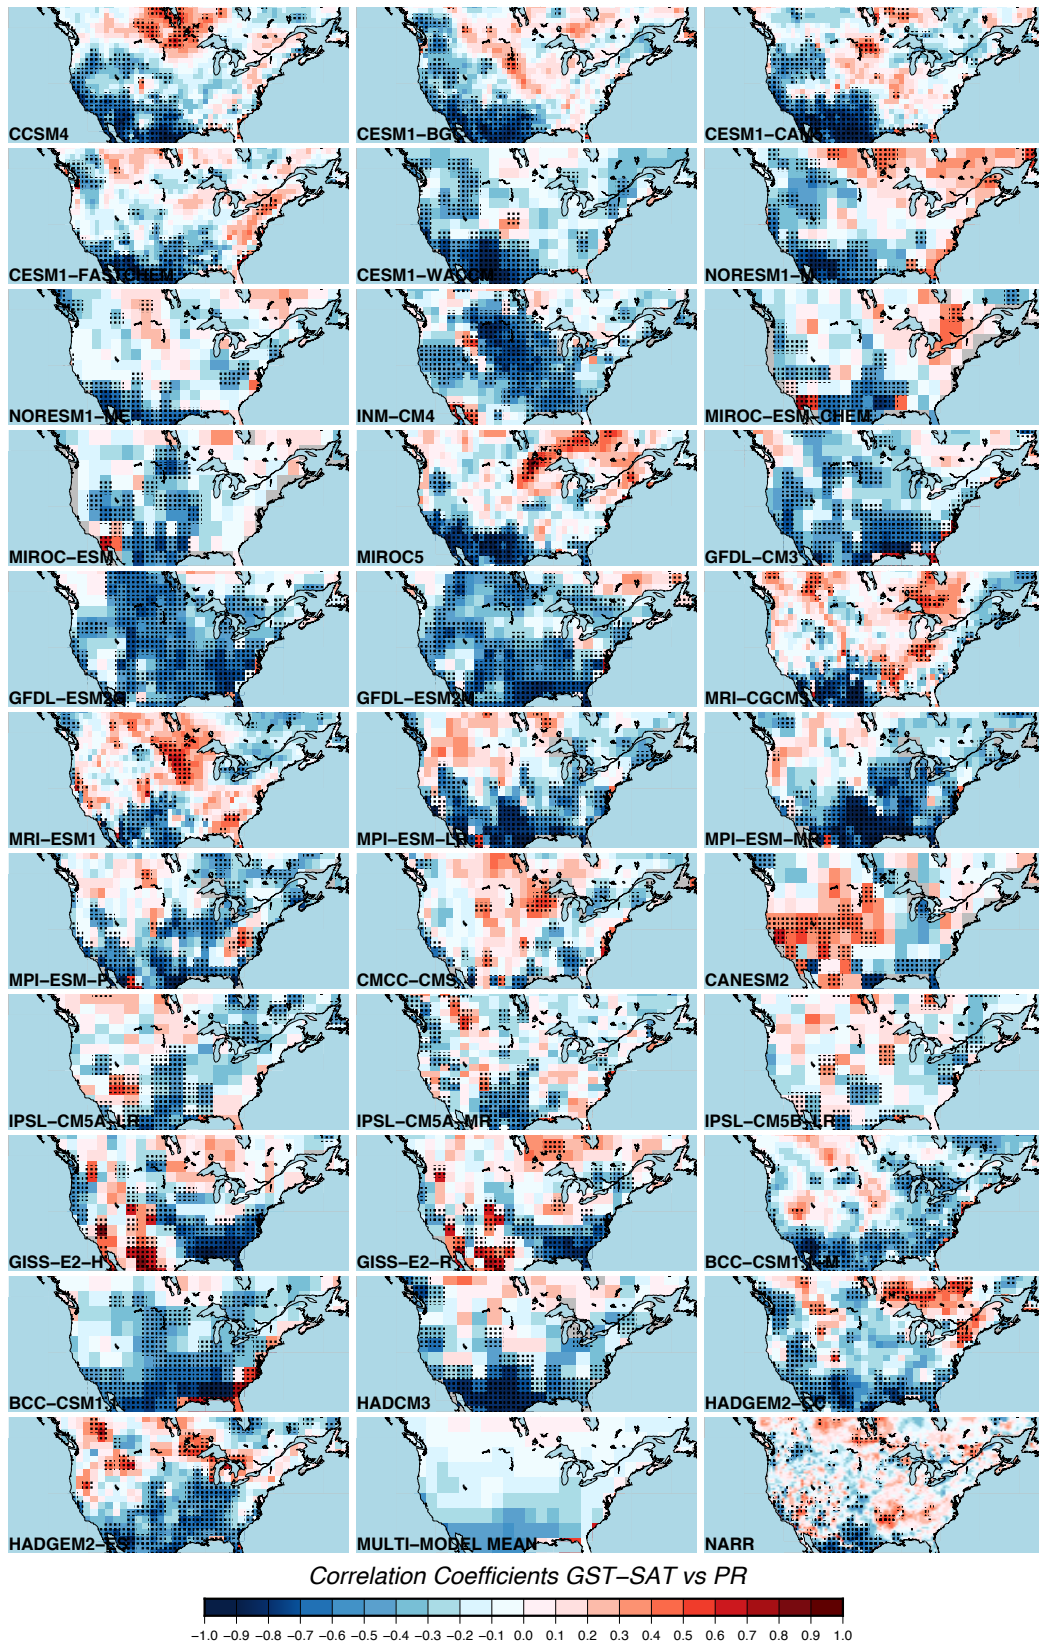 CCSM4
CESM1-BGC
CESM1-CAM5
CESM1-FASTCHEM
CESM1-WACCM
NORESM1-M
NORESM1-ME
INM-CM4
MIROC-ESM-CHEM
MIROC-ESM
MIROC5
GFDL-CM3
GFDL-ESM2G
GFDL-ESM2M
MRI-CGCM3
MRI-ESM1
MPI-ESM-LR
MPI-ESM-MR
MPI-ESM-P
CMCC-CMS
CANESM2
IPSL-CM5A-LR
IPSL-CM5A-MR
IPSL-CM5B-LR
GISS-E2-H
GISS-E2-R
BCC-CSM1.1-M
BCC-CSM1.1
HADCM3
HADGEM2-CC
HADGEM2-ES
MULTI-MODEL MEAN
NARR
Correlation Coefficients GST-SAT vs PR
-1.0 -0.9 -0.8 -0.7 -0.6 -0.5 -0.4 -0.3 -0.2 -0.1 0.0 0.1 0.2 0.3 0.4 0.5 0.6 0.7 0.8 0.9 1.0